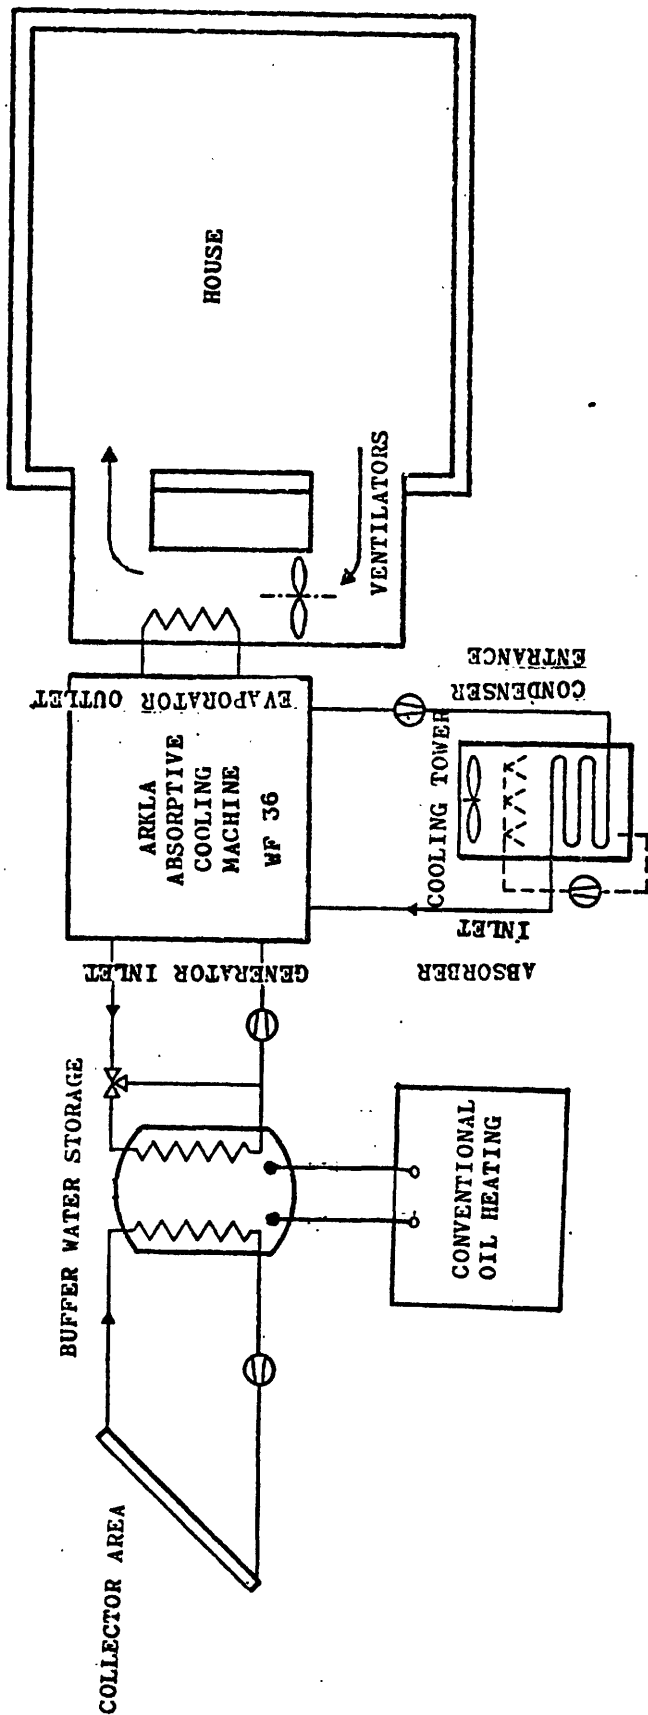 COLLECTOR AREA
BUFFER WATER STORAGE
CONVENTIONAL
OIL HEATING
GENERATOR INLET
ARKLA
ABSORPTIVE
COOLING
MACHINE
WF 36
EVAPORATOR OUTLET
ABSORBER
INLET
COOLING TOWER
CONDENSER
ENTRANCE
VENTILATORS
HOUSE